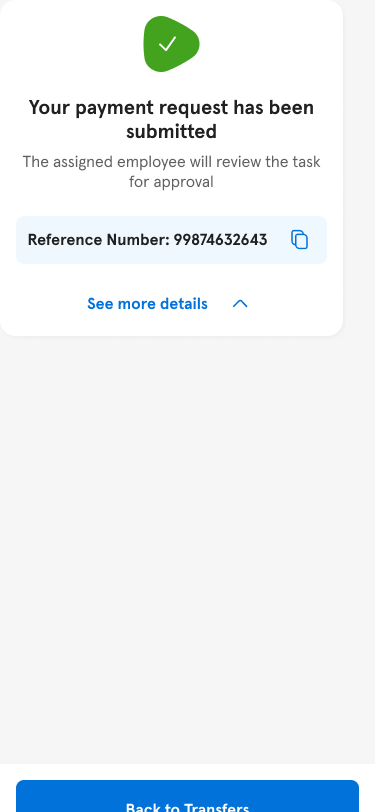 Your payment request has been
submitted
The assigned employee will review the task
for approval
Reference Number: 99874632643
See more details
Back to Transfers